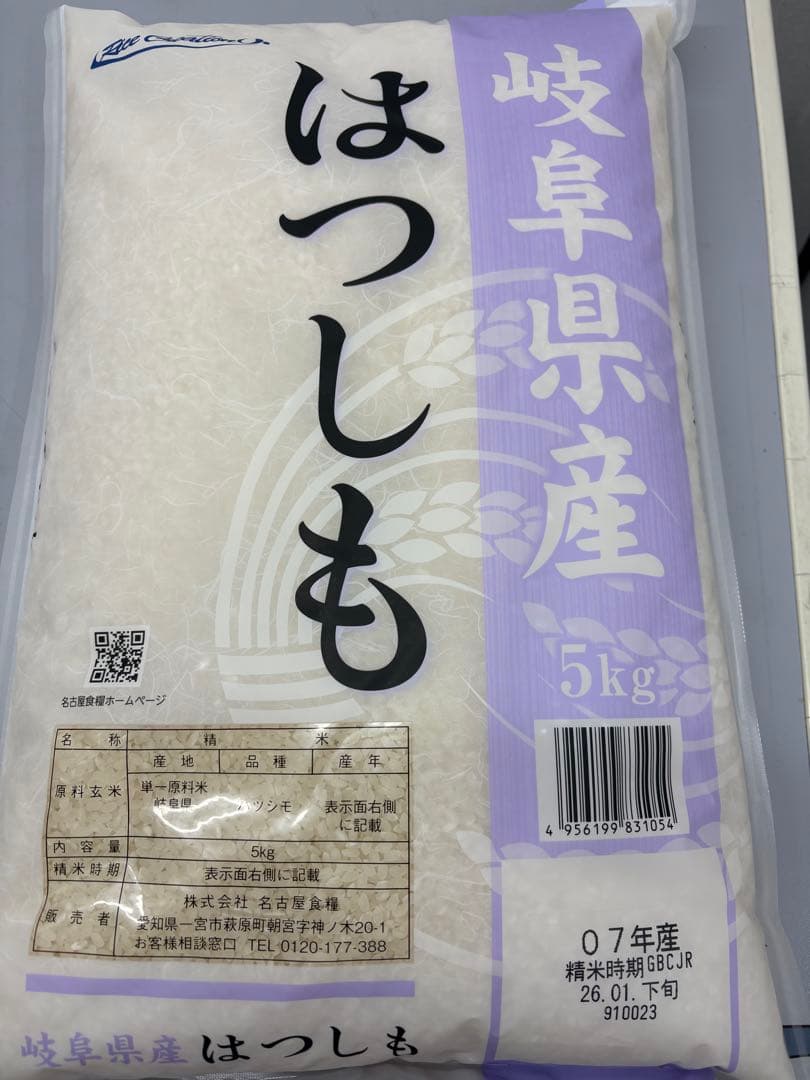 Rice Creation
岐阜県産
はつしも
5kg
名古屋食糧ホームページ
名称 精米
産地 品種 産年
原料玄米 単一原料米 岐阜県 ハツシモ 表示面右側に記載
内容量 5kg
精米時期 表示面右側に記載
販売者 株式会社 名古屋食糧
愛知県一宮市萩原町朝宮字神ノ木20-1
お客様相談窓口 TEL 0120-177-388
4 956199 831054
07年産
精米時期GBCJR
26.01.下旬
910023
岐阜県産 はつしも